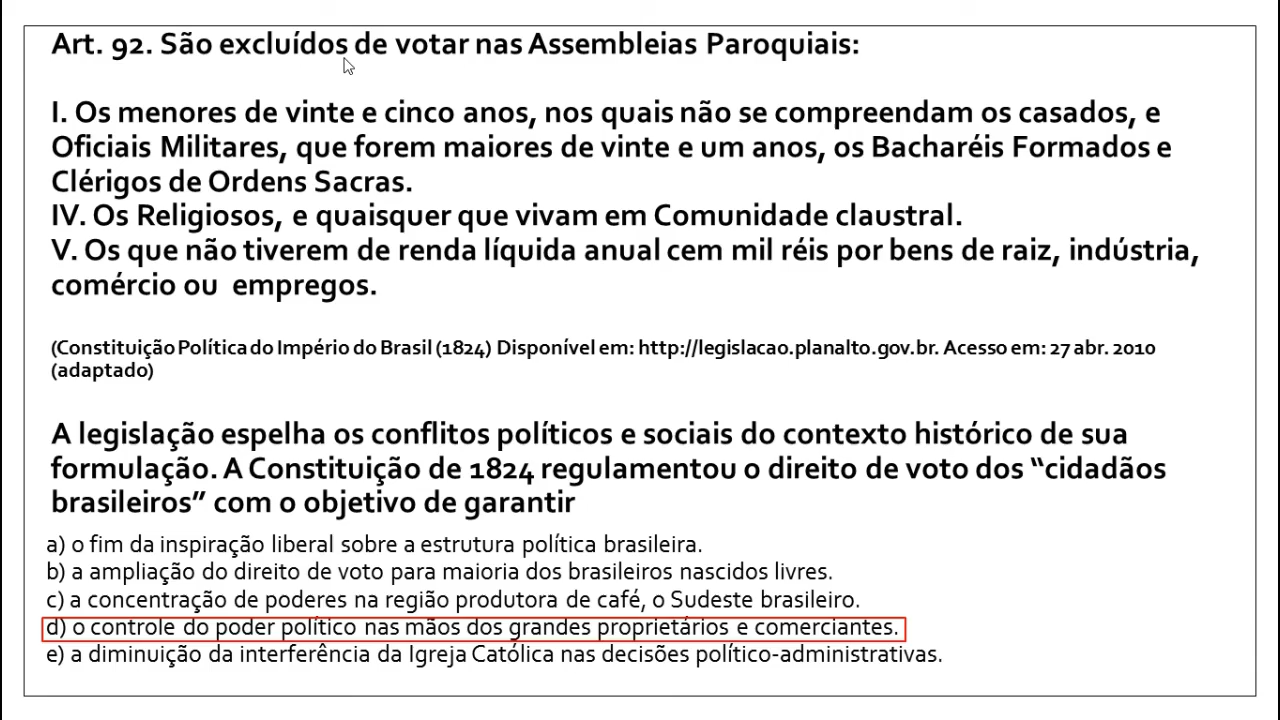 Art. 92. São excluídos de votar nas Assembleias Paroquiais:
I. Os menores de vinte e cinco anos, nos quais não se compreendam os casados, e
Oficiais Militares, que forem maiores de vinte e um anos, os Bacharéis Formados e
Clérigos de Ordens Sacras.
IV. Os Religiosos, e quaisquer que vivam em Comunidade claustral.
V. Os que não tiverem de renda líquida anual cem mil réis por bens de raiz, indústria,
comércio ou empregos.
(Constituição Política do Império do Brasil (1824) Disponível em: http://legislacao.planalto.gov.br. Acesso em: 27 abr. 2010
(adaptado)
A legislação espelha os conflitos políticos e sociais do contexto histórico de sua
formulação. A Constituição de 1824 regulamentou o direito de voto dos “cidadãos
brasileiros” com o objetivo de garantir
a) o fim da inspiração liberal sobre a estrutura política brasileira.
b) a ampliação do direito de voto para maioria dos brasileiros nascidos livres.
c) a concentração de poderes na região produtora de café, o Sudeste brasileiro.
d) o controle do poder político nas mãos dos grandes proprietários e comerciantes.
e) a diminuição da interferência da Igreja Católica nas decisões político-administrativas.